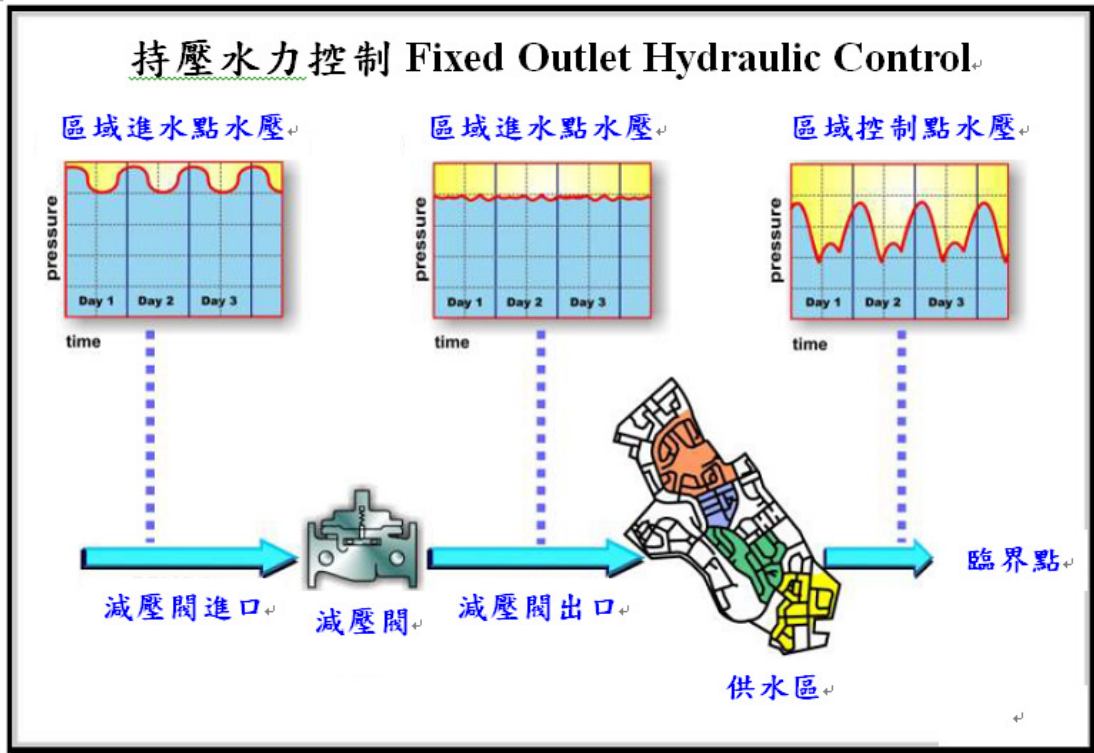 持壓水力控制 Fixed Outlet Hydraulic Control
區域進水點水壓
區域進水點水壓
區域控制點水壓
pressure
Day 1
Day 2
Day 3
time
pressure
Day 1
Day 2
Day 3
time
pressure
Day 1
Day 2
Day 3
time
減壓閥進口
減壓閥
減壓閥出口
臨界點
供水區